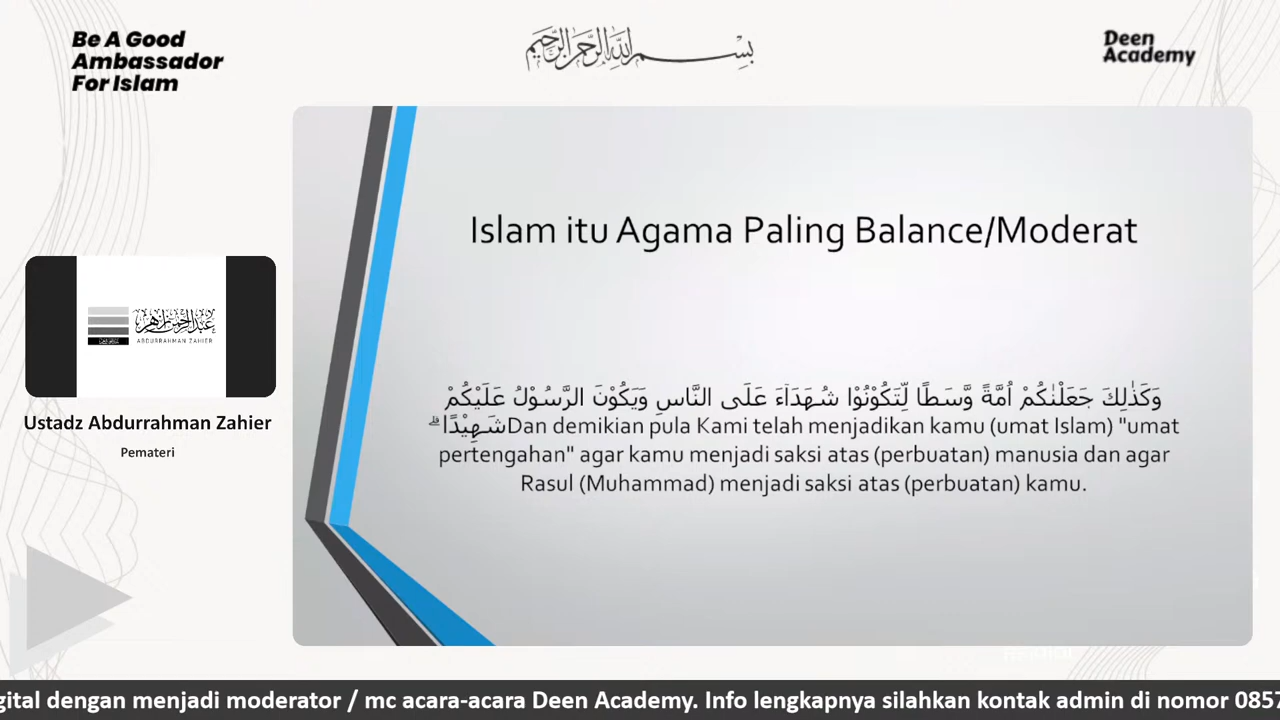 Be A Good
Ambassador
For Islam
بِسْمِ اللَّهِ الرَّحْمَنِ الرَّحِيمِ
Deen
Academy
Islam itu Agama Paling Balance/Moderat
وَكَذٰلِكَ جَعَلْنٰكُمْ اُمَّةً وَّسَطًا لِّتَكُوْنُوْا شُهَدَاۤءَ عَلَى النَّاسِ وَيَكُوْنَ الرَّسُوْلُ عَلَيْكُمْ
شَهِيْدًا ۗDan demikian pula Kami telah menjadikan kamu (umat Islam) "umat
pertengahan" agar kamu menjadi saksi atas (perbuatan) manusia dan agar
Rasul (Muhammad) menjadi saksi atas (perbuatan) kamu.
عبدالرحمن زاهر
ABDURRAHMAN ZAHIER
Ustadz Abdurrahman Zahier
Pemateri
gital dengan menjadi moderator / mc acara-acara Deen Academy. Info lengkapnya silahkan kontak admin di nomor 0857